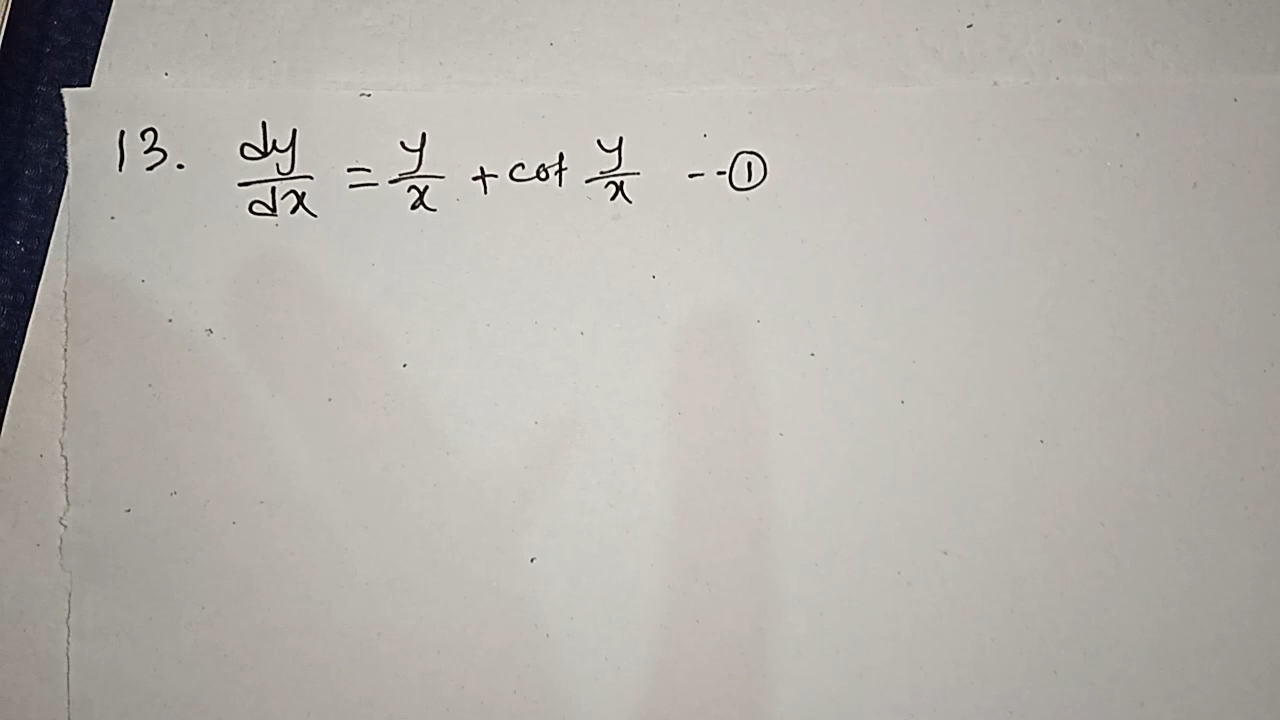 13. dy/dx = y/x + cot y/x --①